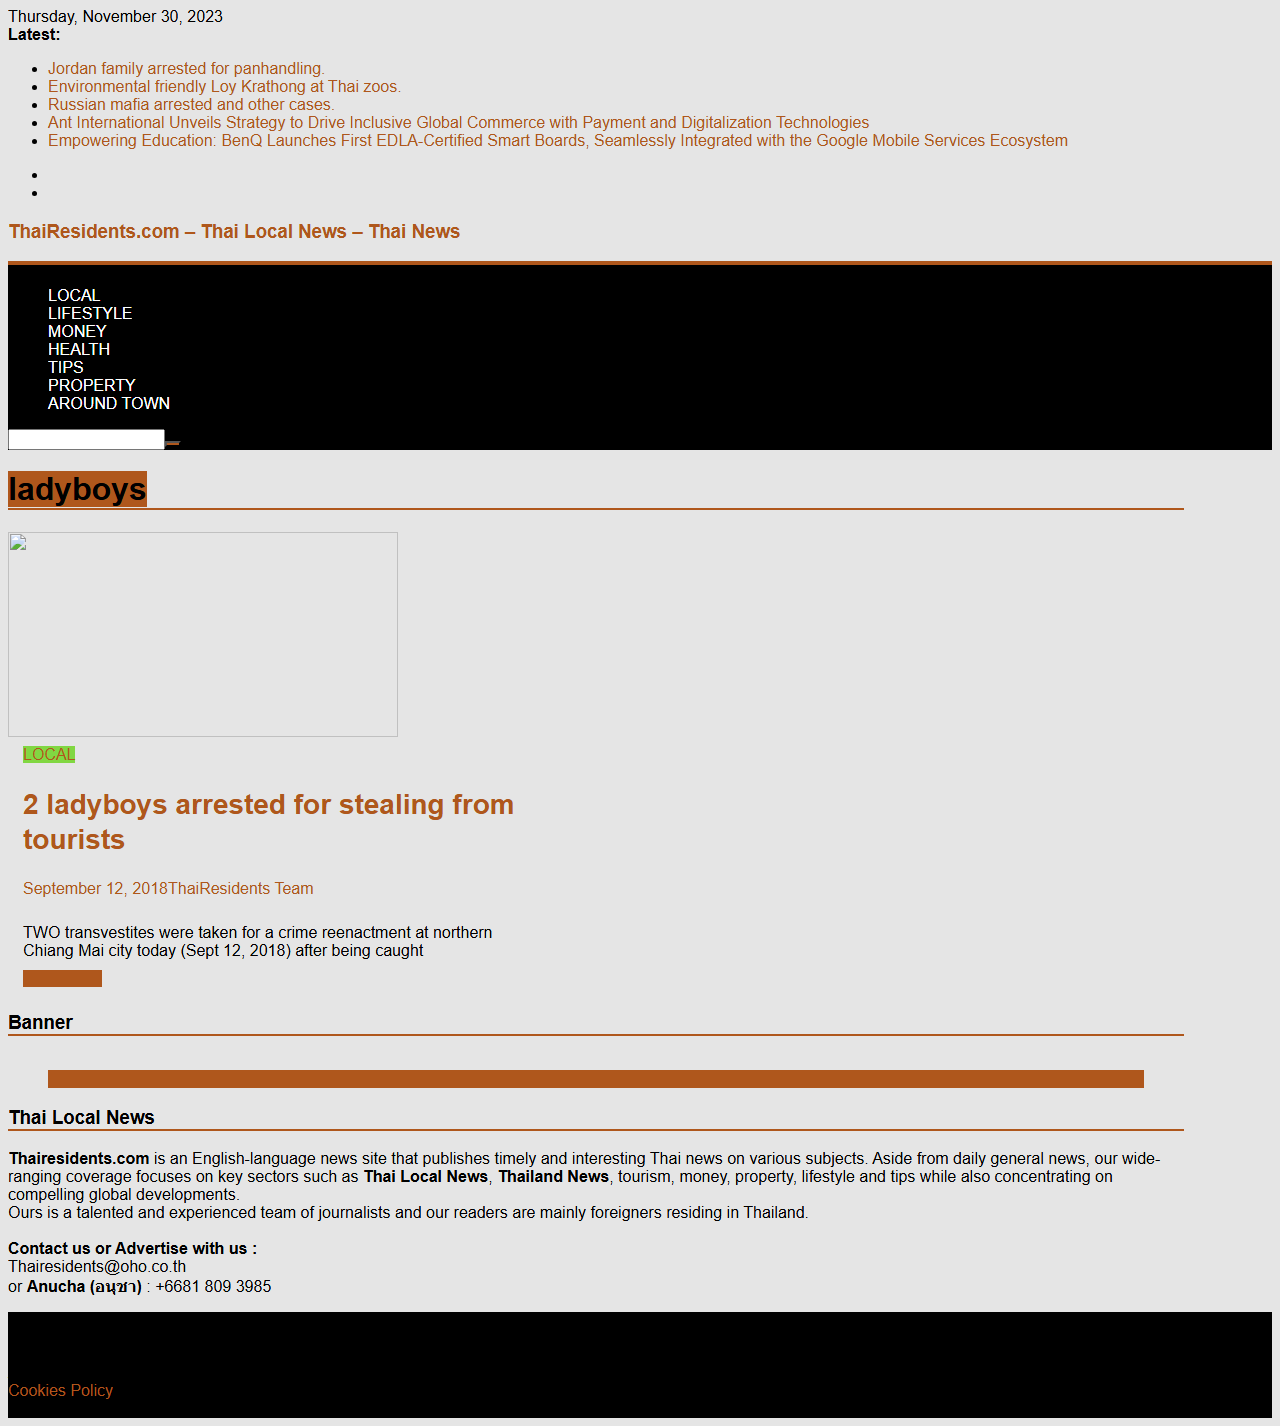 Thursday, November 30, 2023
Latest:
Jordan family arrested for panhandling.
Environmental friendly Loy Krathong at Thai zoos.
Russian mafia arrested and other cases.
Ant International Unveils Strategy to Drive Inclusive Global Commerce with Payment and Digitalization Technologies
Empowering Education: BenQ Launches First EDLA-Certified Smart Boards, Seamlessly Integrated with the Google Mobile Services Ecosystem
ThaiResidents.com – Thai Local News – Thai News
LOCAL
LIFESTYLE
MONEY
HEALTH
TIPS
PROPERTY
AROUND TOWN
ladyboys
LOCAL
2 ladyboys arrested for stealing from
tourists
September 12, 2018ThaiResidents Team
TWO transvestites were taken for a crime reenactment at northern
Chiang Mai city today (Sept 12, 2018) after being caught
Banner
Thai Local News
Thairesidents.com is an English-language news site that publishes timely and interesting Thai news on various subjects. Aside from daily general news, our wide-
ranging coverage focuses on key sectors such as Thai Local News, Thailand News, tourism, money, property, lifestyle and tips while also concentrating on
compelling global developments.
Ours is a talented and experienced team of journalists and our readers are mainly foreigners residing in Thailand.
Contact us or Advertise with us :
Thairesidents@oho.co.th
or Anucha (อนุชา) : +6681 809 3985
Cookies Policy